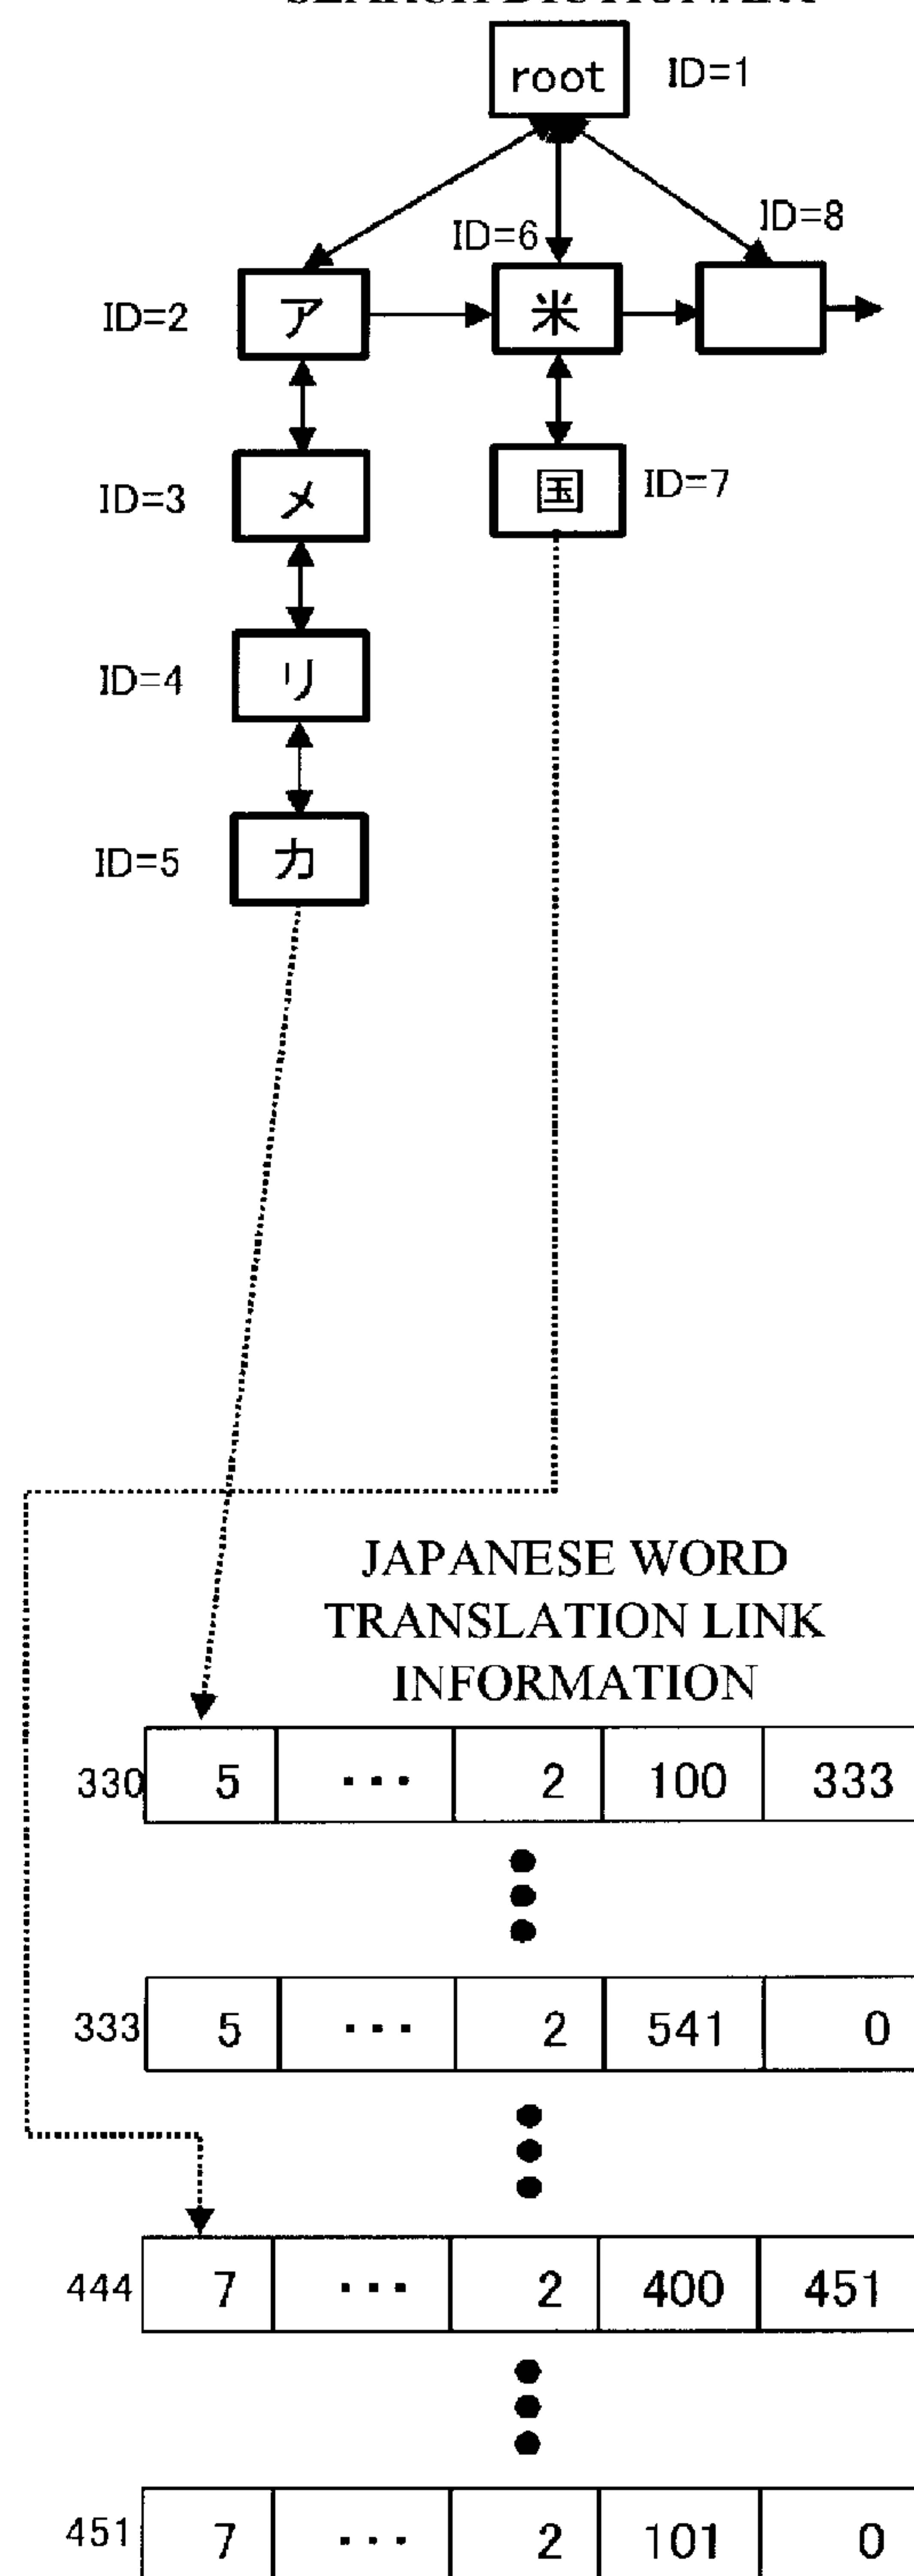 root ID=1
ID=8
ID=6
ID=2 ア 米
ID=3 メ 国 ID=7
ID=4 リ
ID=5 カ
JAPANESE WORD
TRANSLATION LINK
INFORMATION
330 5 ... 2 100 333
333 5 ... 2 541 0
444 7 ... 2 400 451
451 7 ... 2 101 0